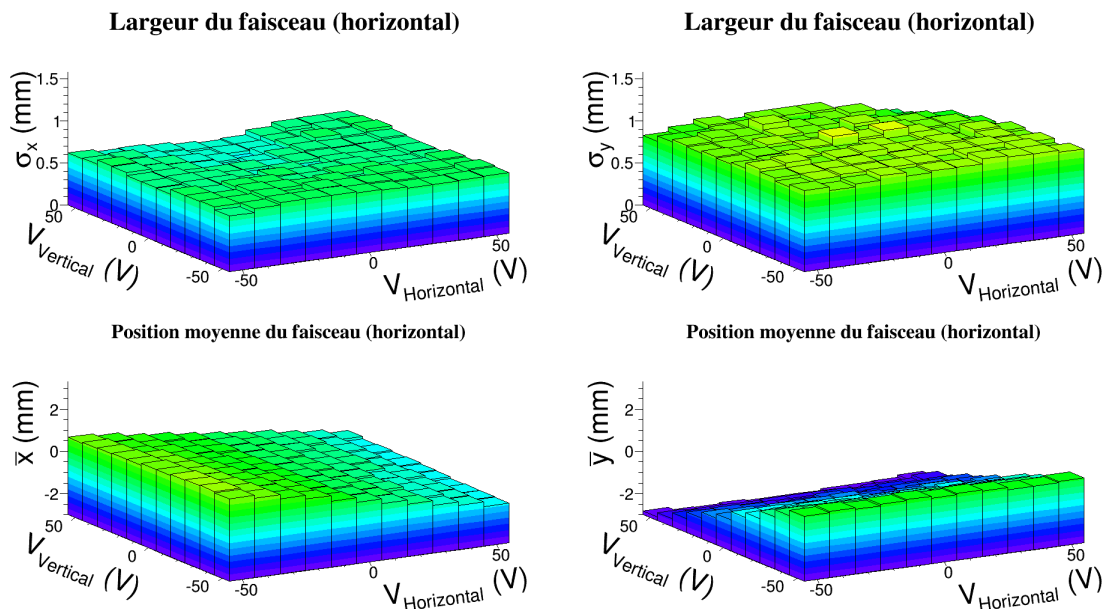 Largeur du faisceau (horizontal)
σx (mm)
1.5
1
0.5
0
50
0
-50
VVertical (V)
-50
0
50
VHorizontal (V)
Largeur du faisceau (horizontal)
σy (mm)
1.5
1
0.5
0
50
0
-50
VVertical (V)
-50
0
50
VHorizontal (V)
Position moyenne du faisceau (horizontal)
x̅ (mm)
2
0
-2
50
0
-50
VVertical (V)
-50
0
50
VHorizontal (V)
Position moyenne du faisceau (horizontal)
y̅ (mm)
2
0
-2
50
0
-50
VVertical (V)
-50
0
50
VHorizontal (V)